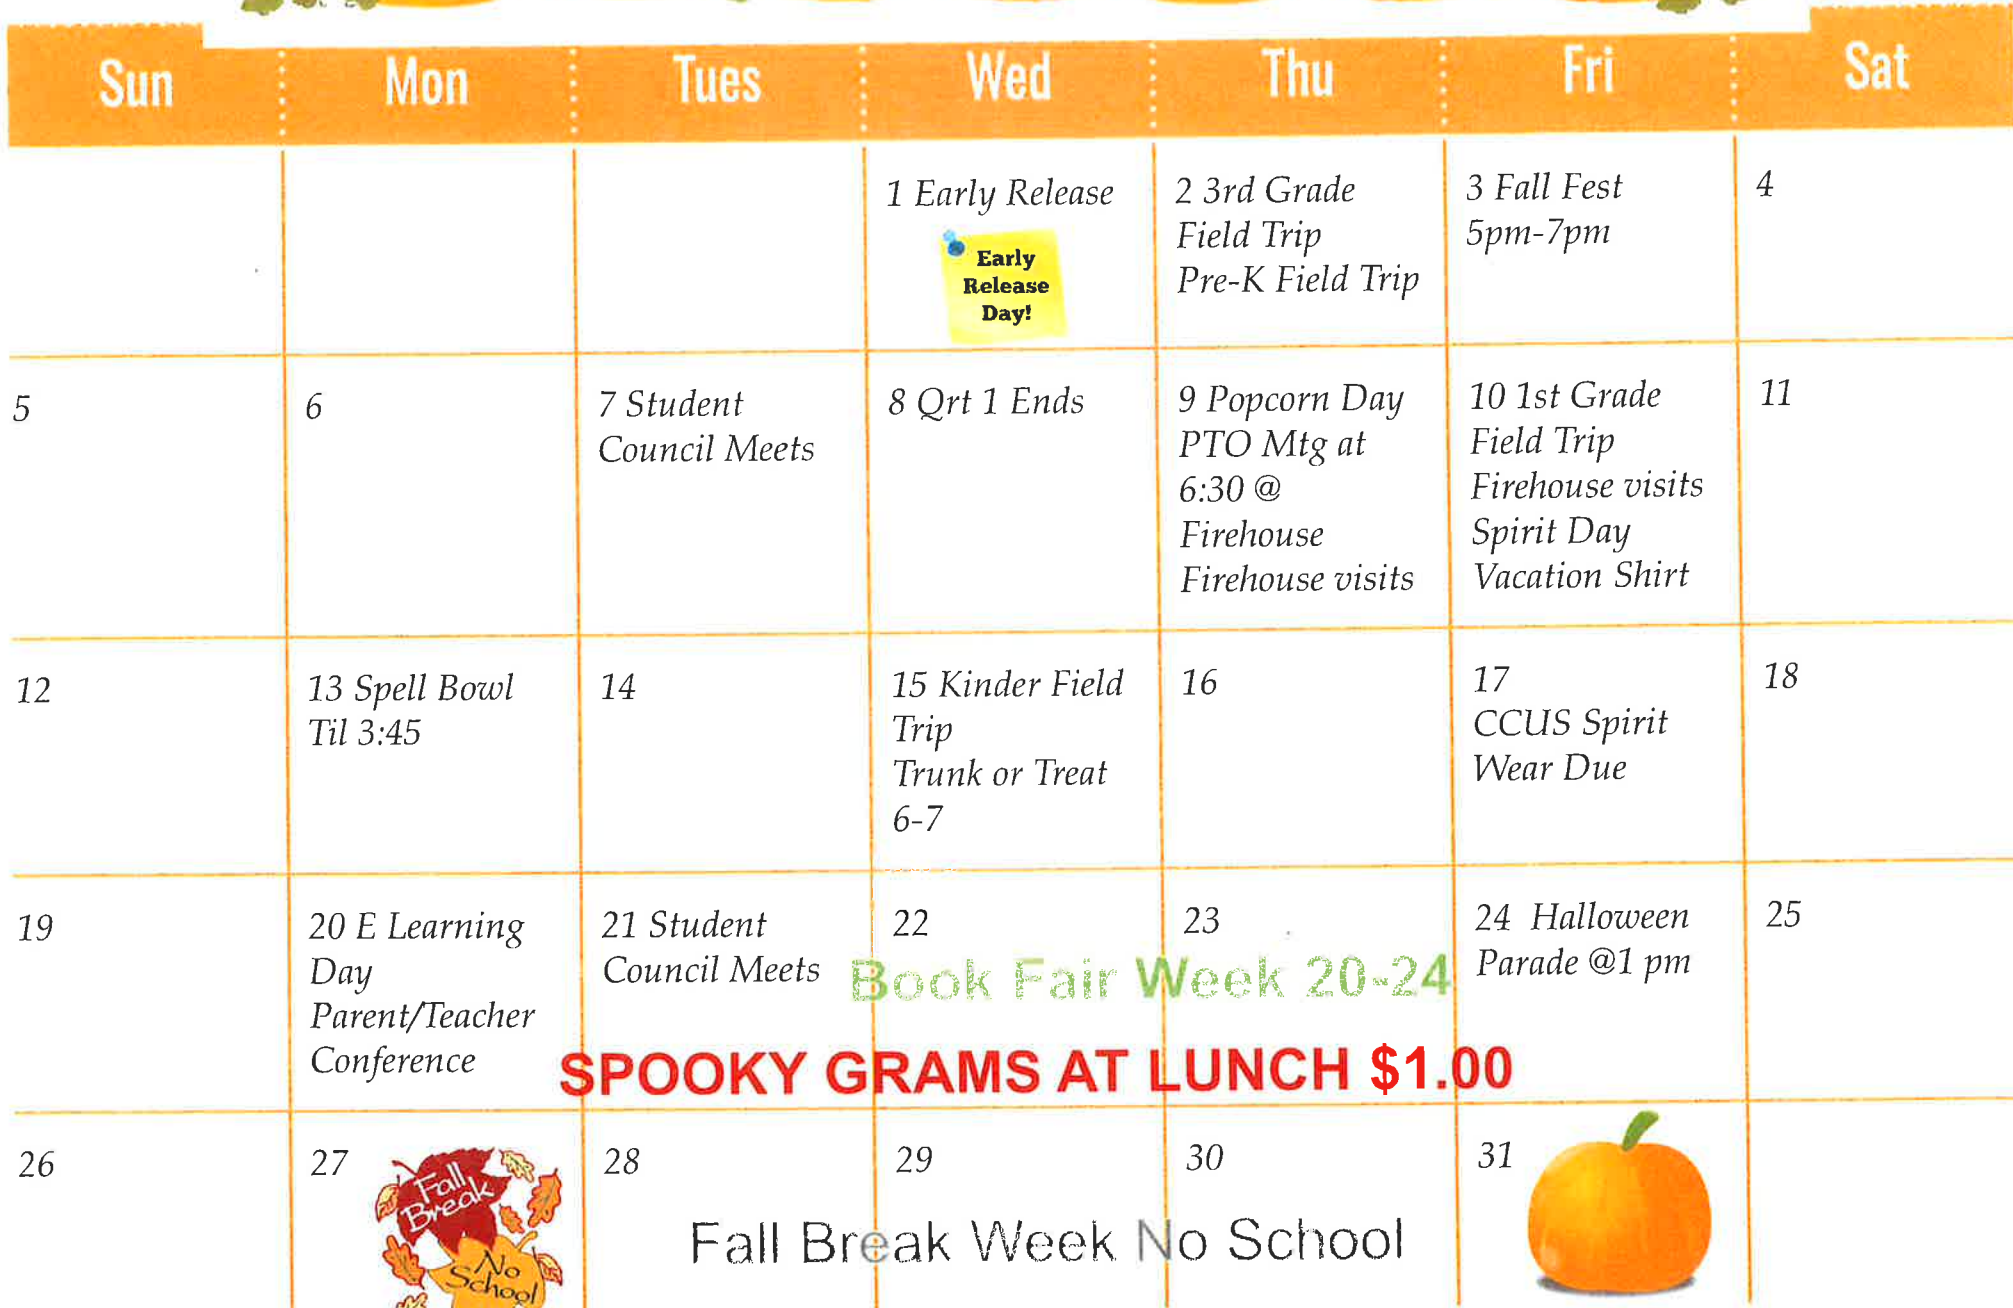 Sun Mon Tues Wed Thu Fri Sat
1 Early Release
Early
Release
Day!
2 3rd Grade
Field Trip
Pre-K Field Trip
3 Fall Fest
5pm-7pm
4
5
6
7 Student
Council Meets
8 Qrt 1 Ends
9 Popcorn Day
PTO Mtg at
6:30 @
Firehouse
Firehouse visits
10 1st Grade
Field Trip
Firehouse visits
Spirit Day
Vacation Shirt
11
12
13 Spell Bowl
Til 3:45
14
15 Kinder Field
Trip
Trunk or Treat
6-7
16
17
CCUS Spirit
Wear Due
18
19
20 E Learning
Day
Parent/Teacher
Conference
21 Student
Council Meets
22
23
24 Halloween
Parade @1 pm
25
Book Fair Week 20-24
SPOOKY GRAMS AT LUNCH $1.00
26
27
Fall
Break
No
School
28
29
30
31
Fall Break Week No School